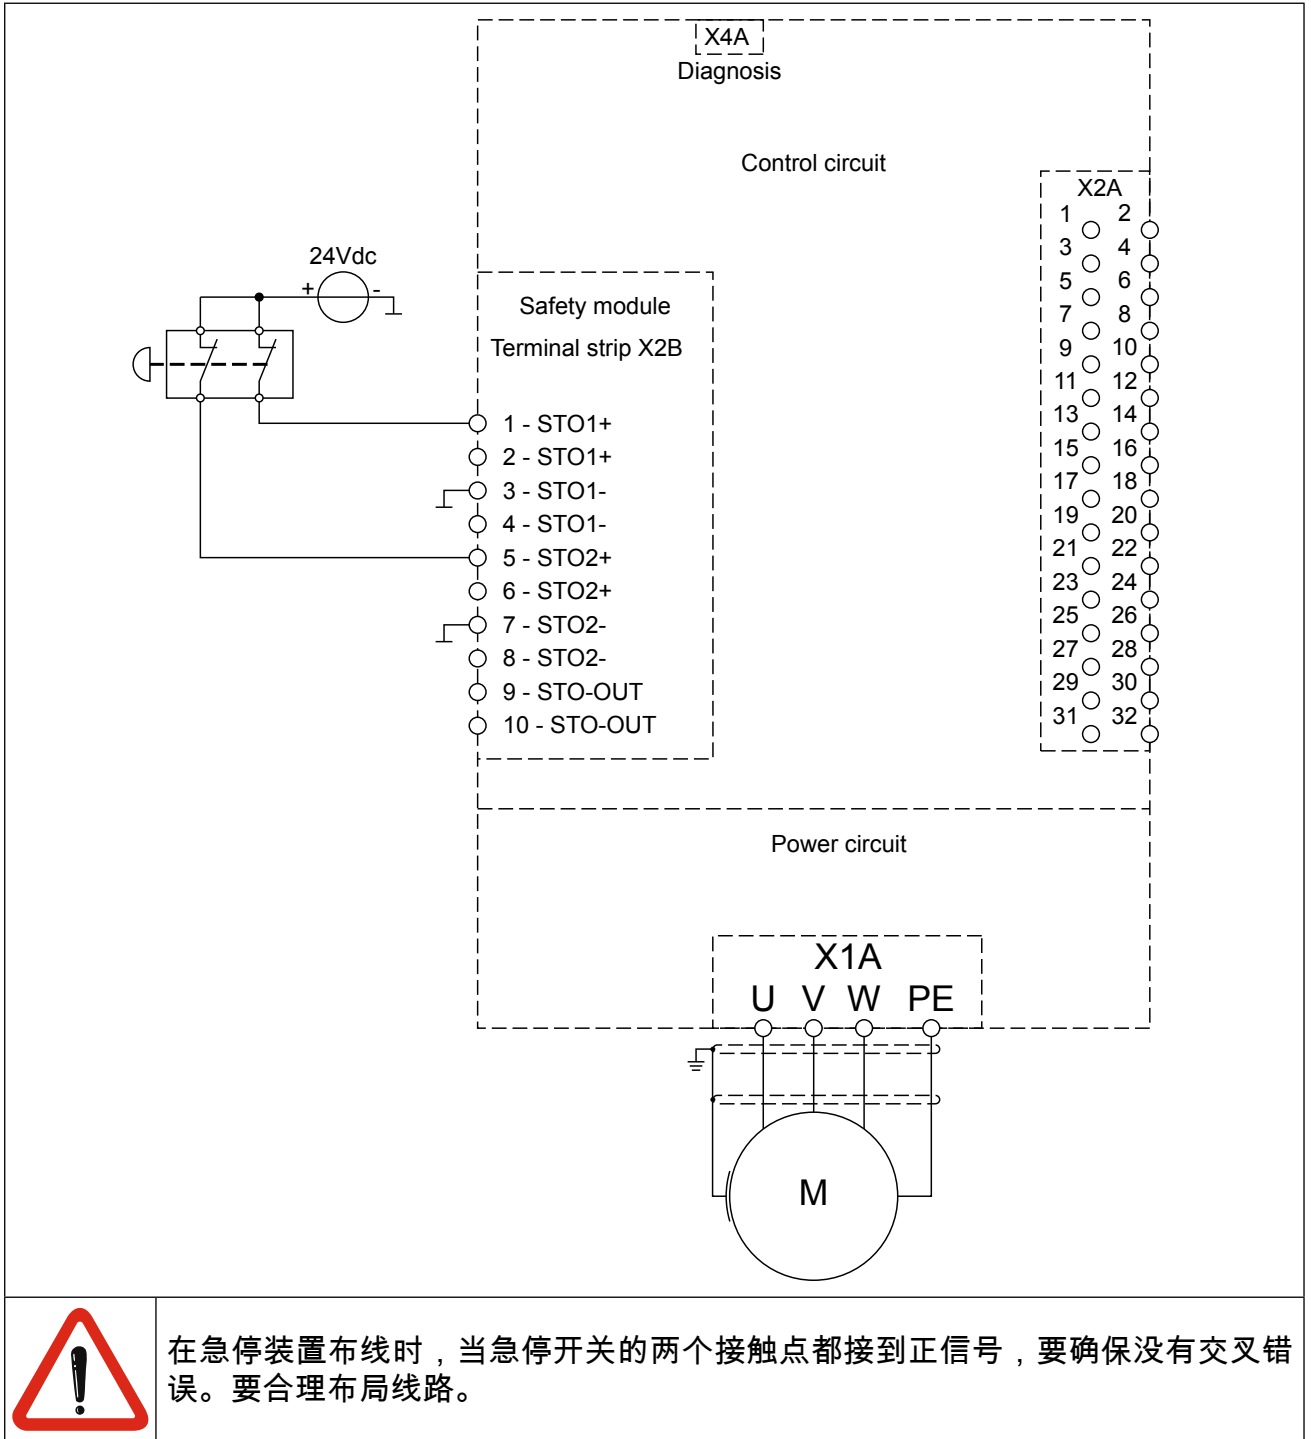 X4A
Diagnosis
Control circuit
X2A
1 2
3 4
5 6
7 8
9 10
11 12
13 14
15 16
17 18
19 20
21 22
23 24
25 26
27 28
29 30
31 32
24Vdc
+ -
Safety module
Terminal strip X2B
1 - STO1+
2 - STO1+
3 - STO1-
4 - STO1-
5 - STO2+
6 - STO2+
7 - STO2-
8 - STO2-
9 - STO-OUT
10 - STO-OUT
Power circuit
X1A
U V W PE
M
在急停装置布线时，当急停开关的两个接触点都接到正信号，要确保没有交叉错
误。要合理布局线路。